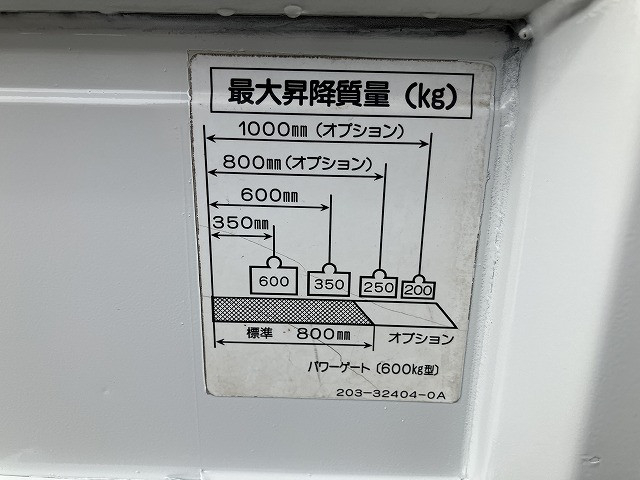 最大昇降質量 (kg)
1000mm (オプション)
800mm (オプション)
600mm
350mm
600 350 250 200
標準 800mm オプション
パワーゲート〔600kg型〕
203-32404-0A